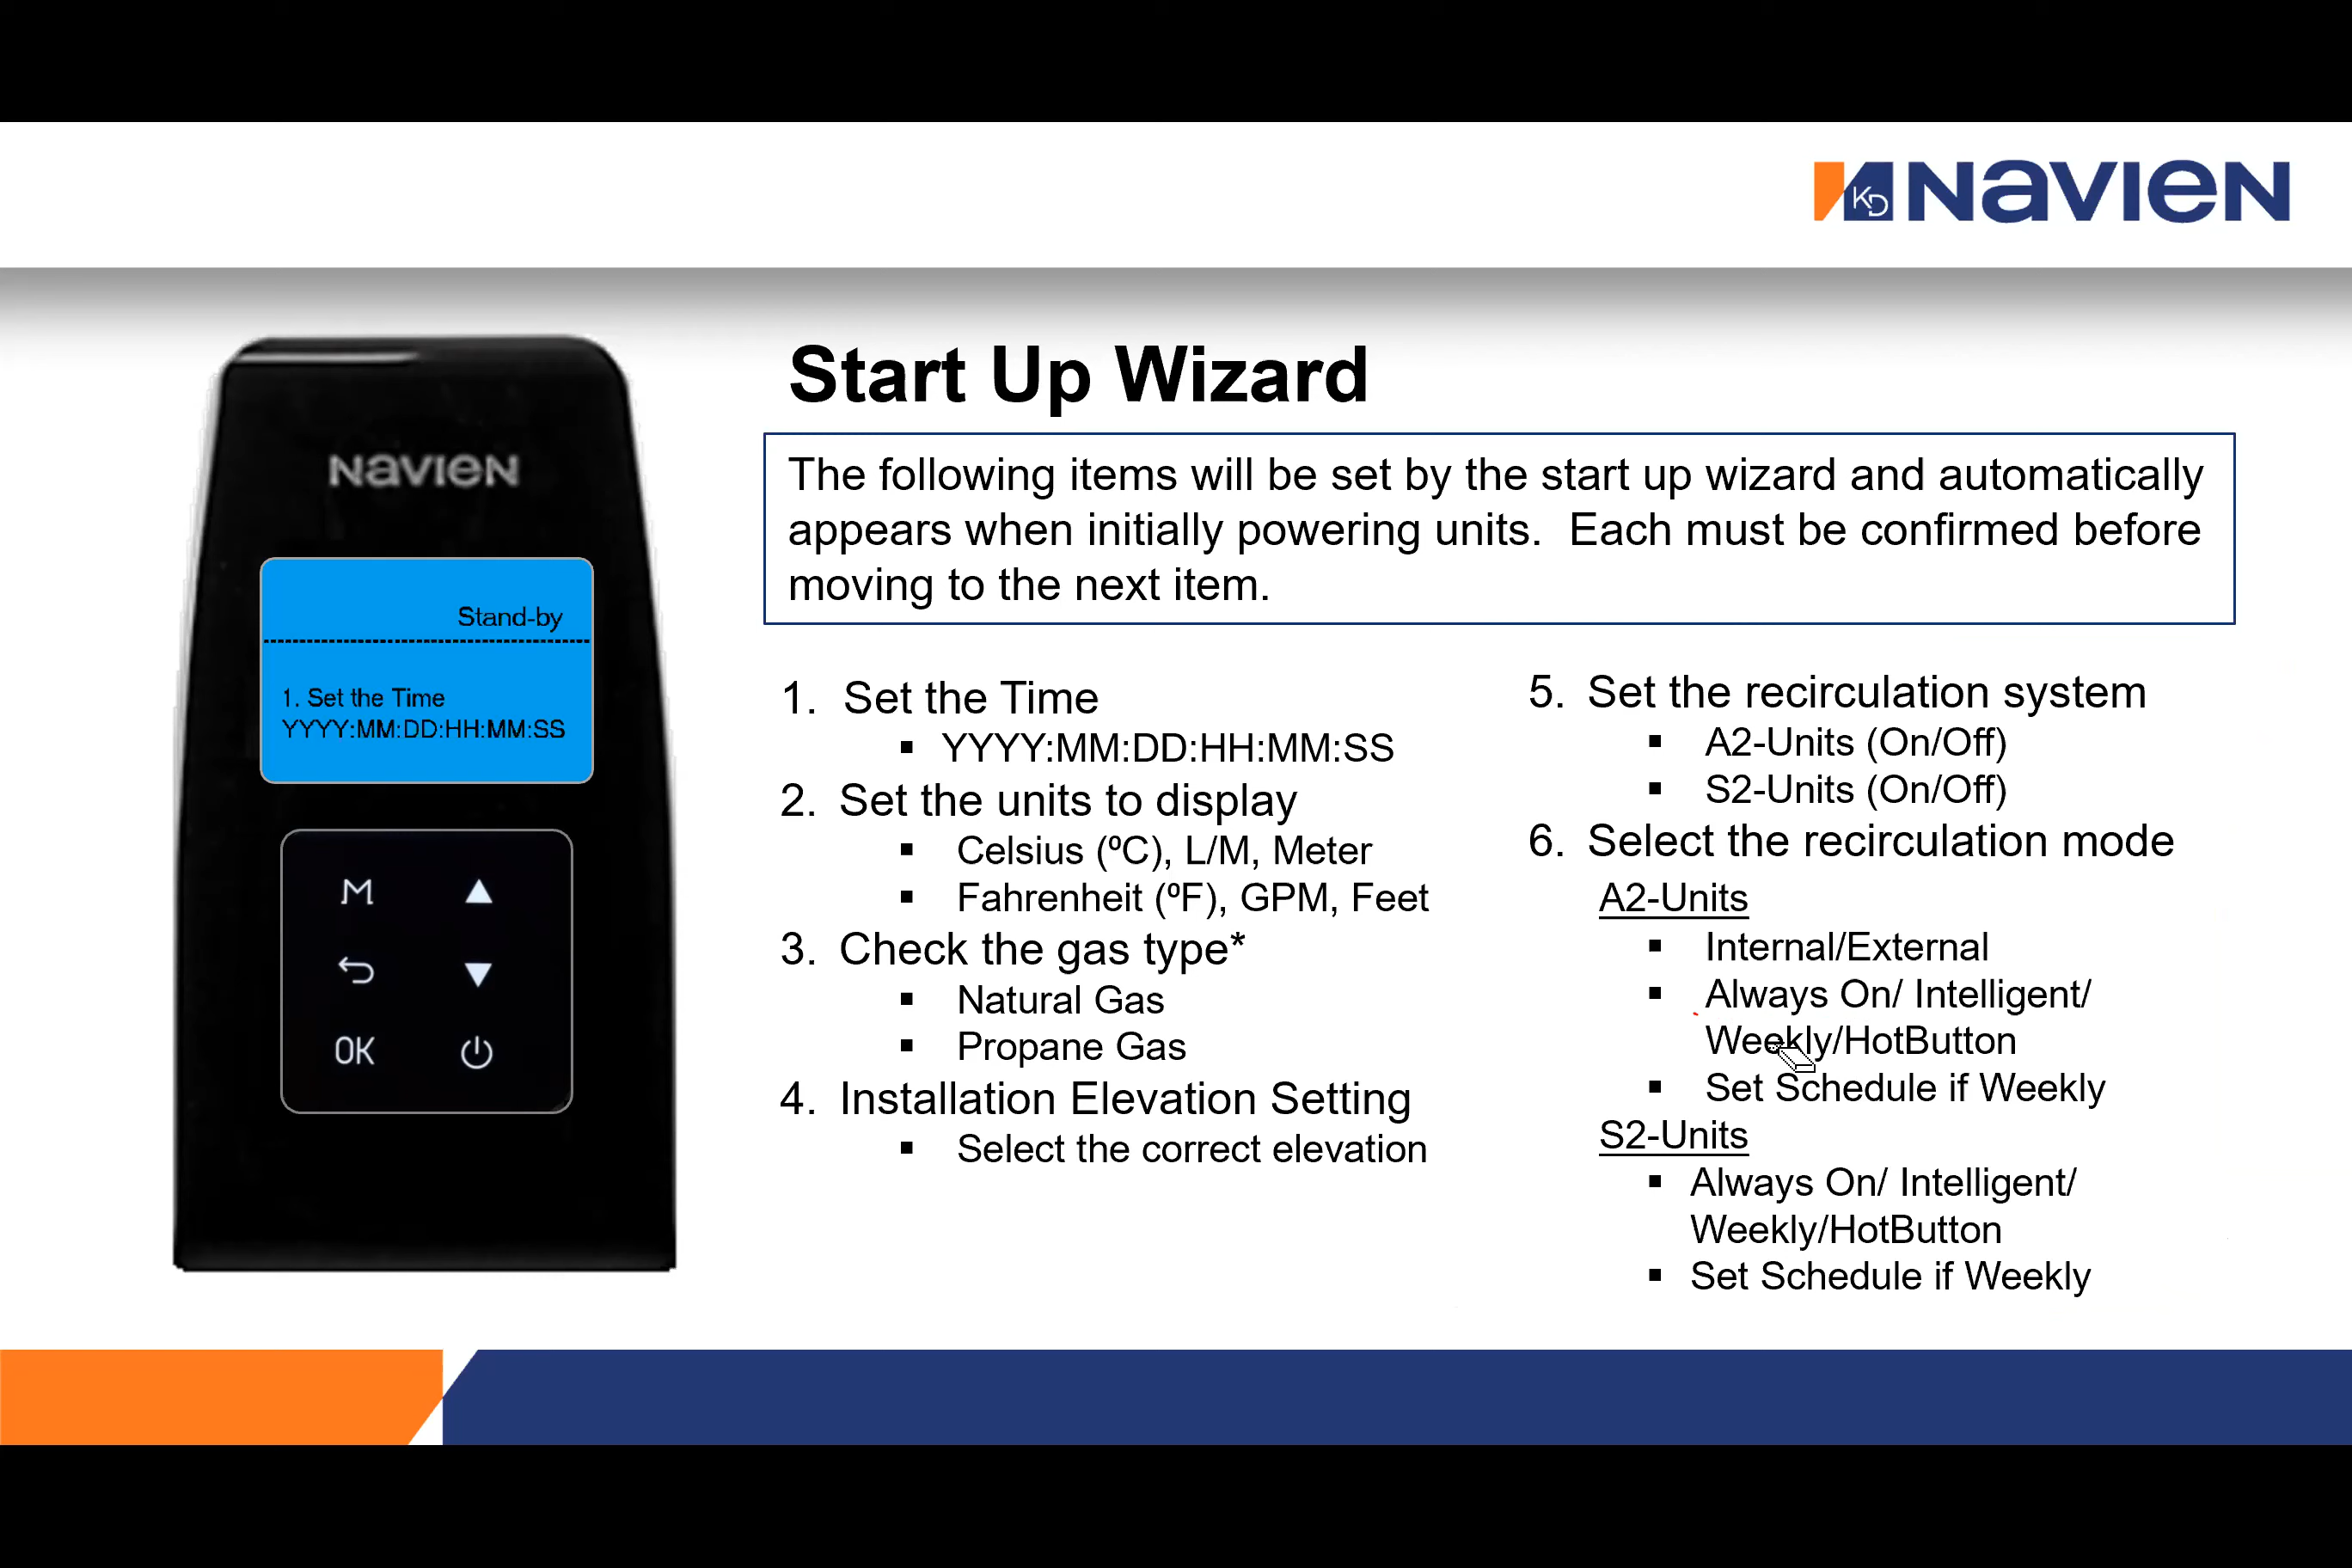 KD NAVIEN
NAVIEN
Stand-by
1. Set the Time
YYYY:MM:DD:HH:MM:SS
M
OK
Start Up Wizard
The following items will be set by the start up wizard and automatically
appears when initially powering units.  Each must be confirmed before
moving to the next item.
1. Set the Time
▪ YYYY:MM:DD:HH:MM:SS
2. Set the units to display
▪ Celsius (ºC), L/M, Meter
▪ Fahrenheit (ºF), GPM, Feet
3. Check the gas type*
▪ Natural Gas
▪ Propane Gas
4. Installation Elevation Setting
▪ Select the correct elevation
5. Set the recirculation system
▪ A2-Units (On/Off)
▪ S2-Units (On/Off)
6. Select the recirculation mode
A2-Units
▪ Internal/External
▪ Always On/ Intelligent/
Weekly/HotButton
▪ Set Schedule if Weekly
S2-Units
▪ Always On/ Intelligent/
Weekly/HotButton
▪ Set Schedule if Weekly